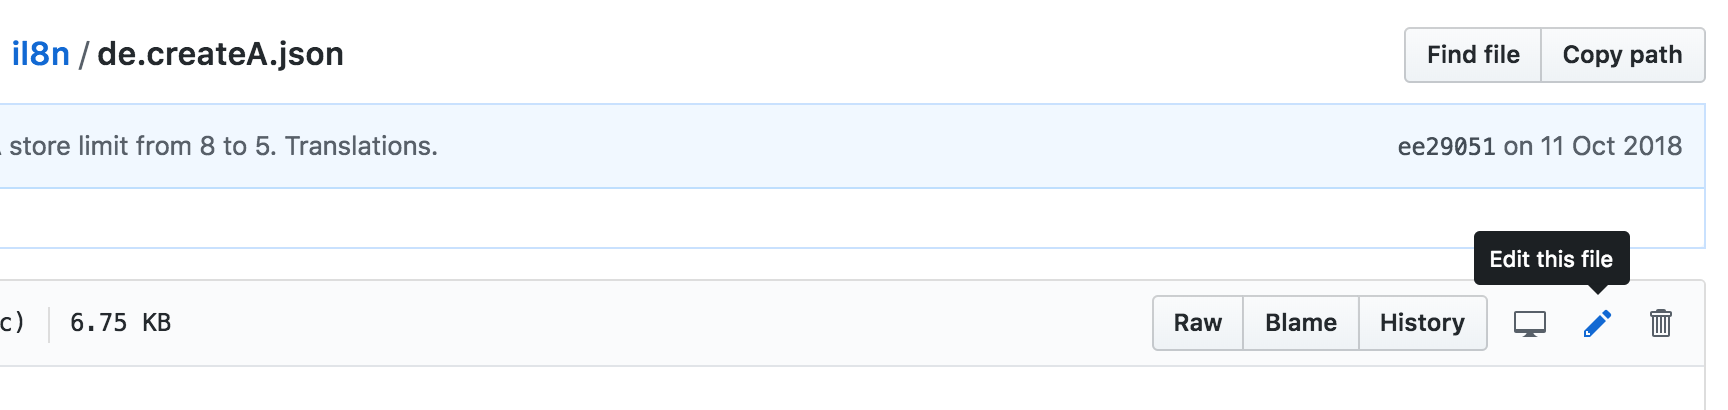 il8n / de.createA.json
Find file
Copy path
store limit from 8 to 5. Translations.
ee29051 on 11 Oct 2018
Edit this file
c) 6.75 KB
Raw
Blame
History